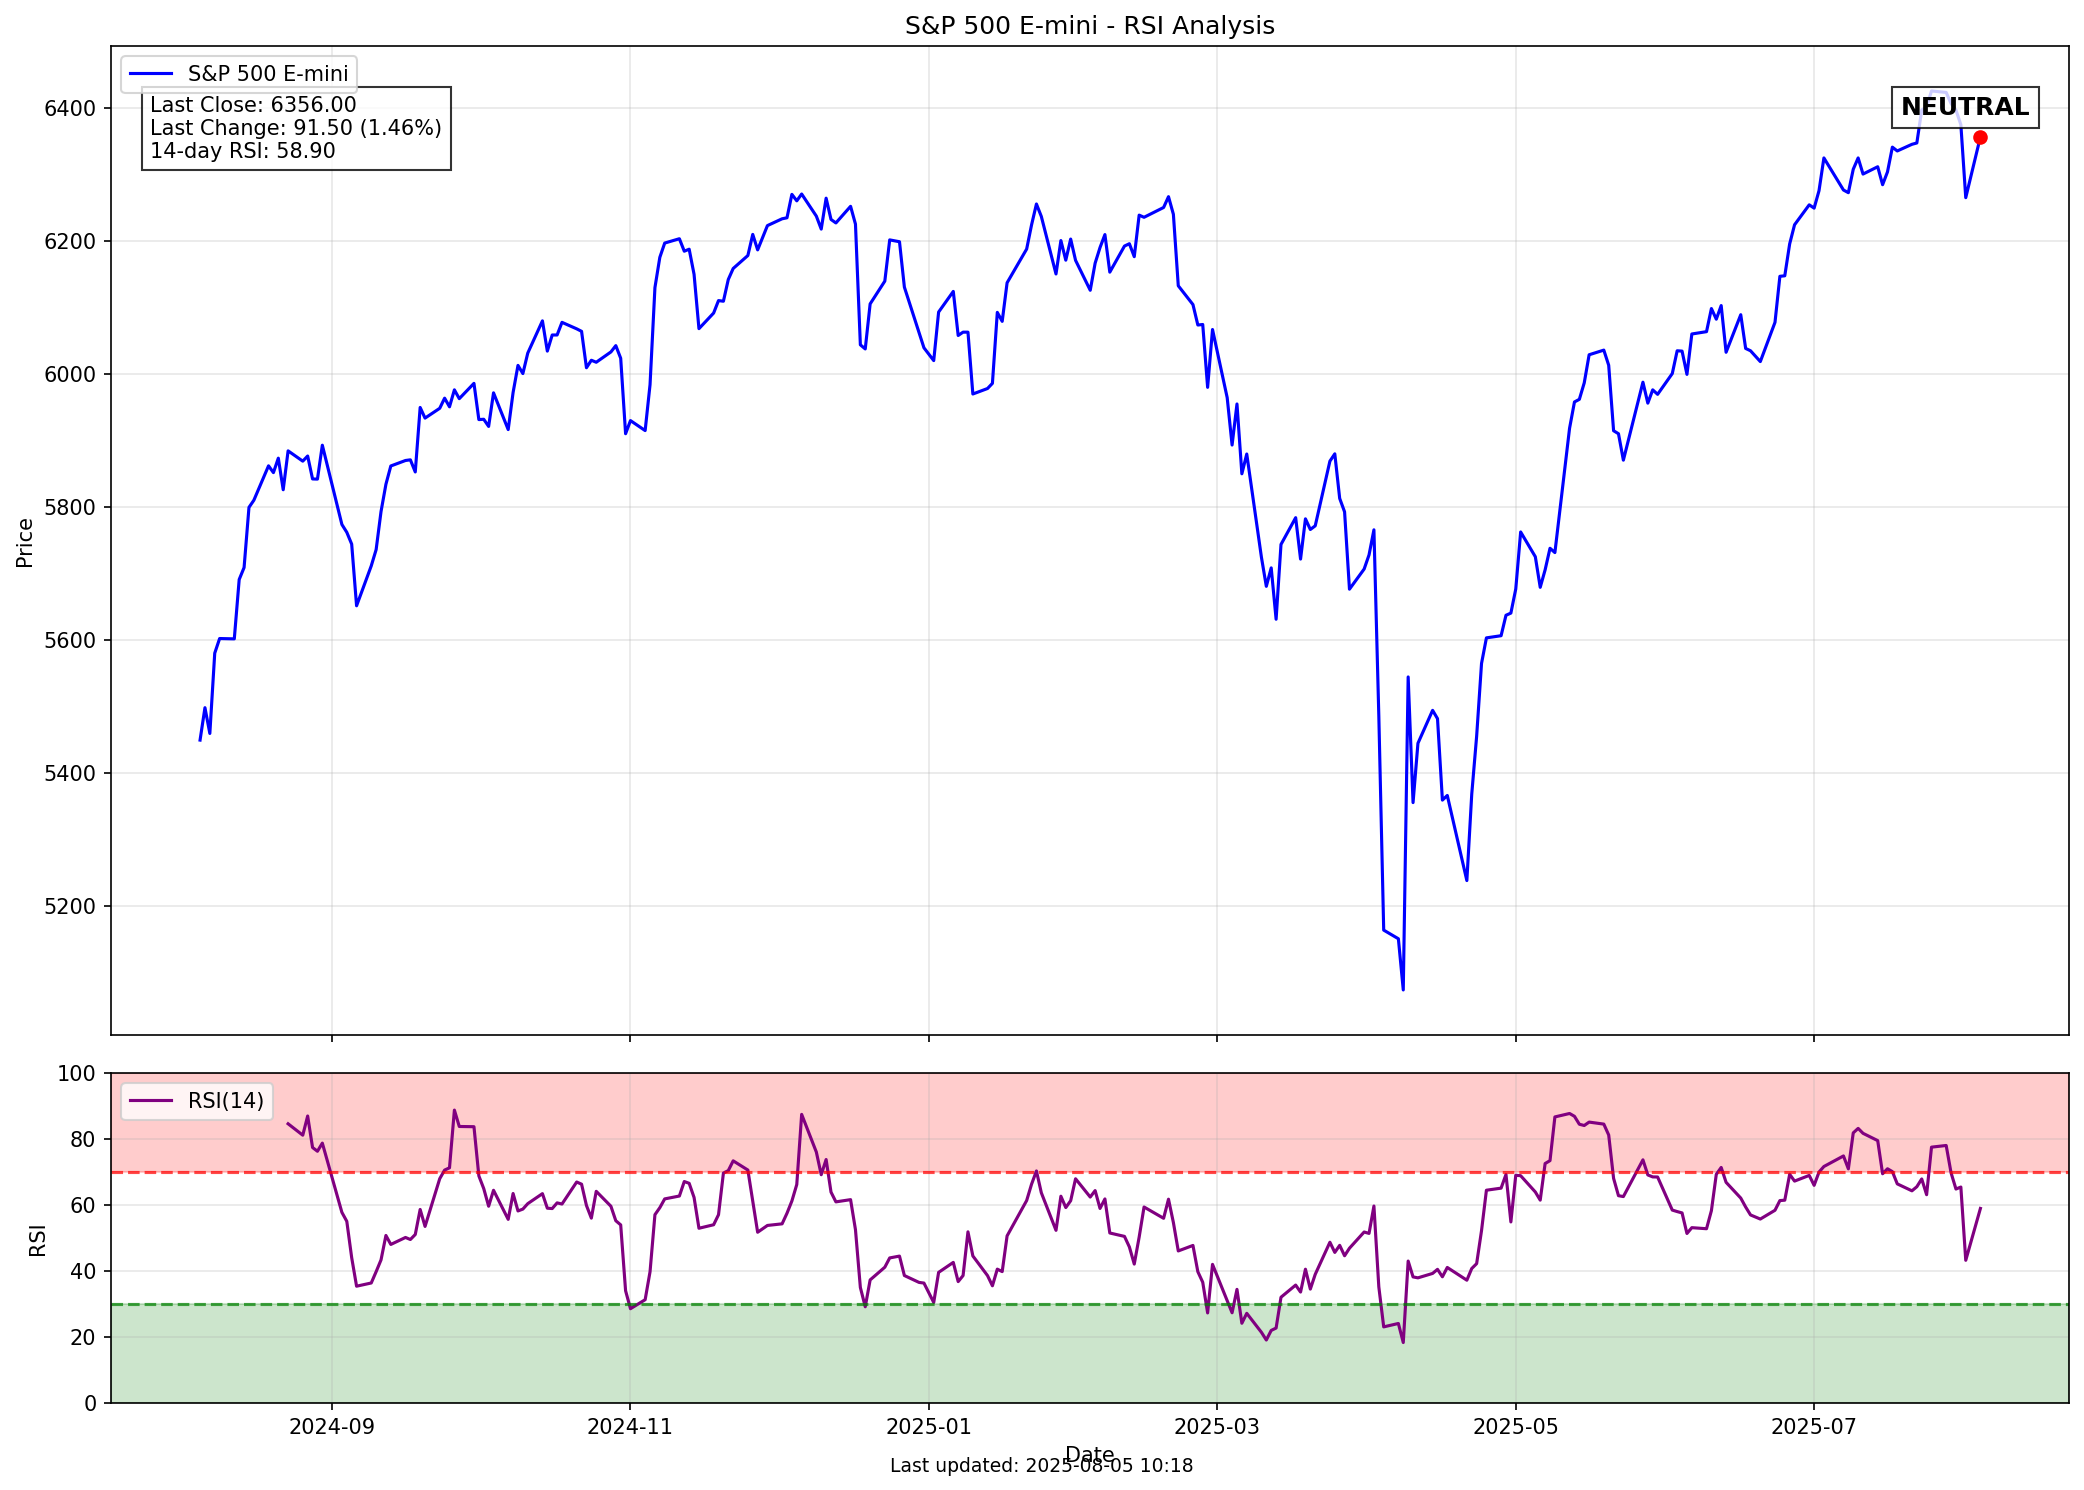 S&P 500 E-mini - RSI Analysis
S&P 500 E-mini
Last Close: 6356.00
Last Change: 91.50 (1.46%)
14-day RSI: 58.90
NEUTRAL
6400
6200
6000
5800
5600
5400
5200
Price
RSI(14)
100
80
60
40
20
0
RSI
2024-09
2024-11
2025-01
2025-03
2025-05
2025-07
Date
Last updated: 2025-08-05 10:18